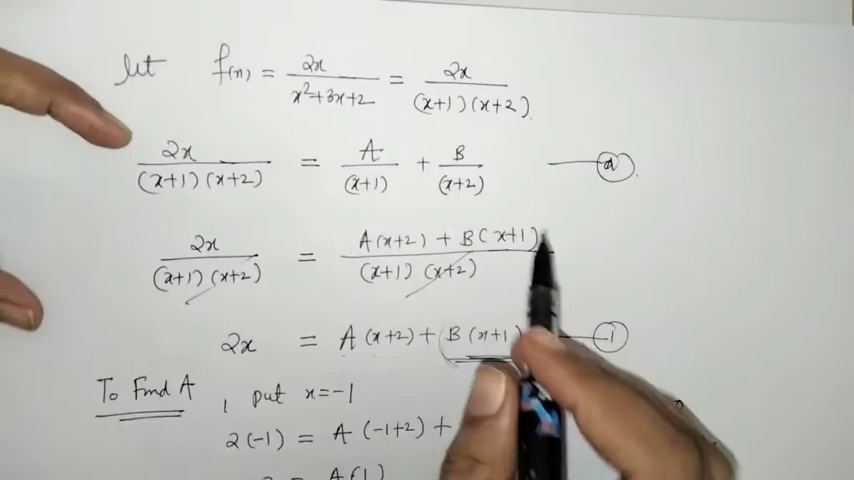 let f(x) = 2x / x²+3x+2 = 2x / (x+1)(x+2)
2x / (x+1)(x+2) = A / (x+1) + B / (x+2) — a
2x / (x+1)(x+2) = A(x+2) + B(x+1) / (x+1)(x+2)
2x = A(x+2) + B(x+1) — 1
To Find A, put x=-1
2(-1) = A(-1+2) +
A(1)